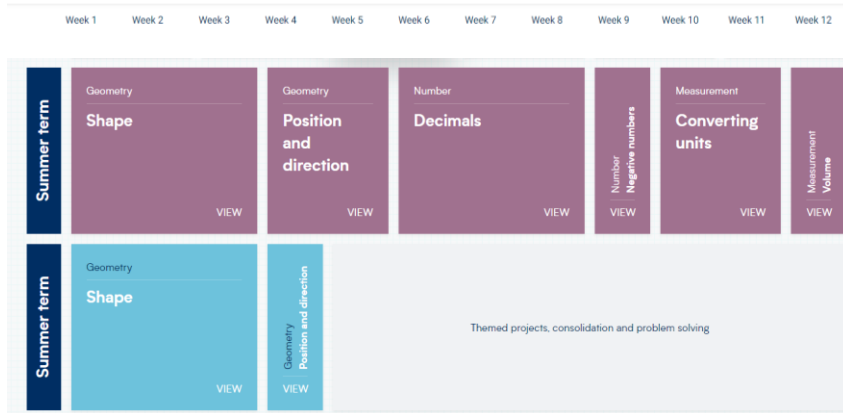 Week 1 Week 2 Week 3 Week 4 Week 5 Week 6 Week 7 Week 8 Week 9 Week 10 Week 11 Week 12
Summer term
Geometry
Shape
VIEW
Geometry
Position
and
direction
VIEW
Number
Decimals
VIEW
Number
Negative numbers
VIEW
Measurement
Converting
units
VIEW
Measurement
Volume
VIEW
Summer term
Geometry
Shape
VIEW
Geometry
Position and direction
VIEW
Themed projects, consolidation and problem solving